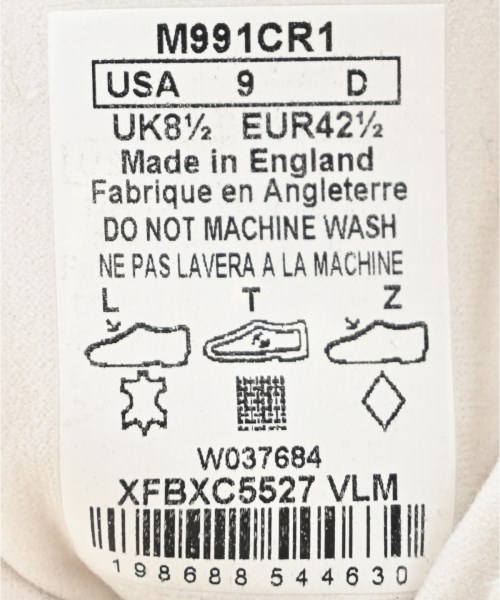 M991CR1
USA 9 D
UK8½ EUR42½
Made in England
Fabrique en Angleterre
DO NOT MACHINE WASH
NE PAS LAVERA A LA MACHINE
L T Z
W037684
XFBXC5527 VLM
198688 544630